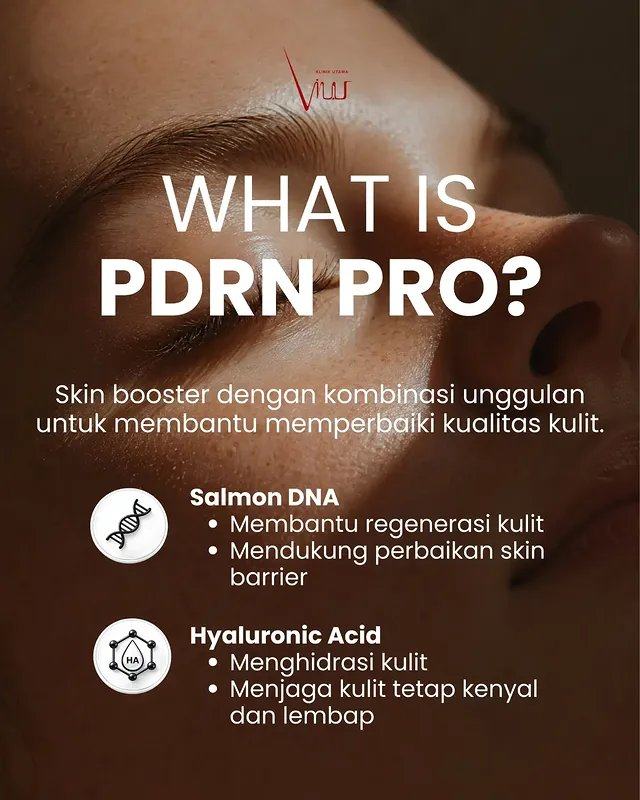 KLINIK UTAMA
WHAT IS
PDRN PRO?
Skin booster dengan kombinasi unggulan
untuk membantu memperbaiki kualitas kulit.
Salmon DNA
• Membantu regenerasi kulit
• Mendukung perbaikan skin
barrier
HA
Hyaluronic Acid
• Menghidrasi kulit
• Menjaga kulit tetap kenyal
dan lembap